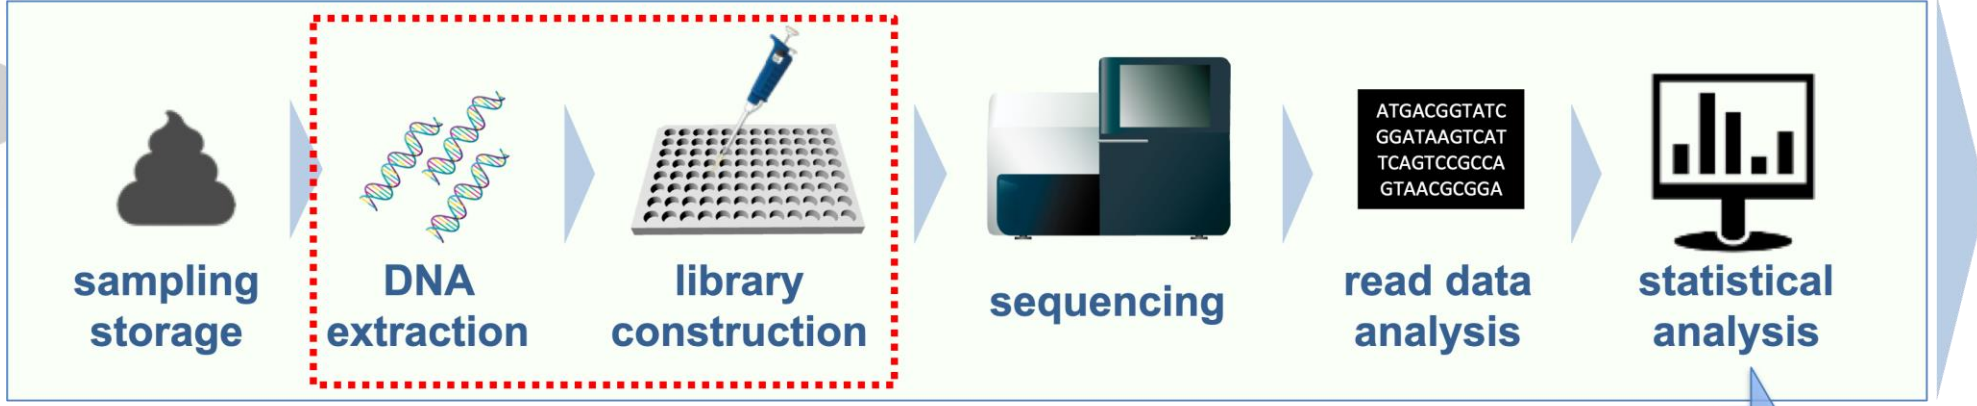 sampling
storage
DNA
extraction
library
construction
sequencing
ATGACGGTATC
GGATAAGTCAT
TCAGTCCGCCA
GTAACGCGGA
read data
analysis
statistical
analysis